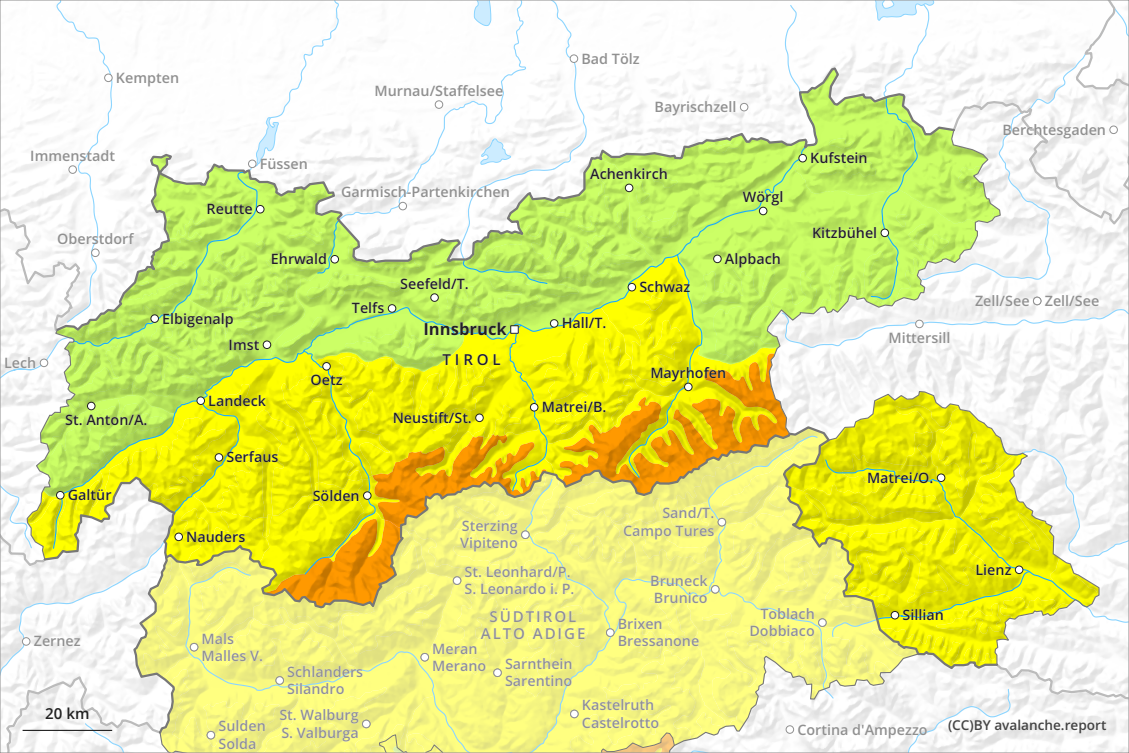 Kempten
Bad Tölz
Murnau/Staffelsee
Bayrischzell
Berchtesgaden
Immenstadt
Füssen
Kufstein
Achenkirch
Garmisch-Partenkirchen
Wörgl
Reutte
Oberstdorf
Kitzbühel
Ehrwald
Alpbach
Seefeld/T.
Schwaz
Zell/See
Zell/See
Telfs
Elbigenalp
Innsbruck
Hall/T.
Mittersill
Imst
TIROL
Lech
Oetz
Mayrhofen
Landeck
Matrei/B.
St. Anton/A.
Neustift/St.
Serfaus
Matrei/O.
Galtür
Sölden
Sand/T.
Campo Tures
Sterzing
Vipiteno
Nauders
Lienz
St. Leonhard/P.
S. Leonardo i. P.
Bruneck
Brunico
SÜDTIROL
ALTO ADIGE
Toblach
Dobbiaco
Sillian
Brixen
Bressanone
Zernez
Mals
Malles V.
Meran
Merano
Sarnthein
Sarentino
Schlanders
Silandro
Kastelruth
Castelrotto
St. Walburg
S. Valburga
20 km
Sulden
Solda
Cortina d'Ampezzo
(CC)BY avalanche.report